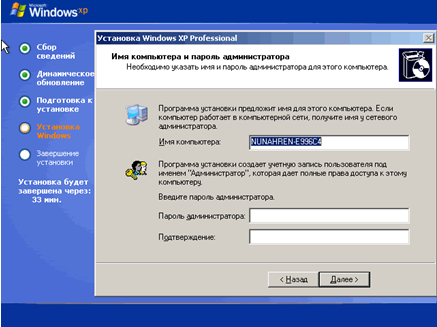 Microsoft
Windows xp
Сбор
сведений
Динамическое
обновление
Подготовка к
установке
Установка
Windows
Завершение
установки
Установка будет
завершена через:
33 мин.
Установка Windows XP Professional
Имя компьютера и пароль администратора
Необходимо указать имя и пароль администратора для этого компьютера.
Программа установки предложит имя для этого компьютера. Если
компьютер работает в компьютерной сети, получите имя у сетевого
администратора.
Имя компьютера: NUNAHREN-E996C4
Программа установки создает учетную запись пользователя под
именем "Администратор", которая дает полные права доступа к этому
компьютеру.
Введите пароль администратора.
Пароль администратора:
Подтверждение:
< Назад Далее >